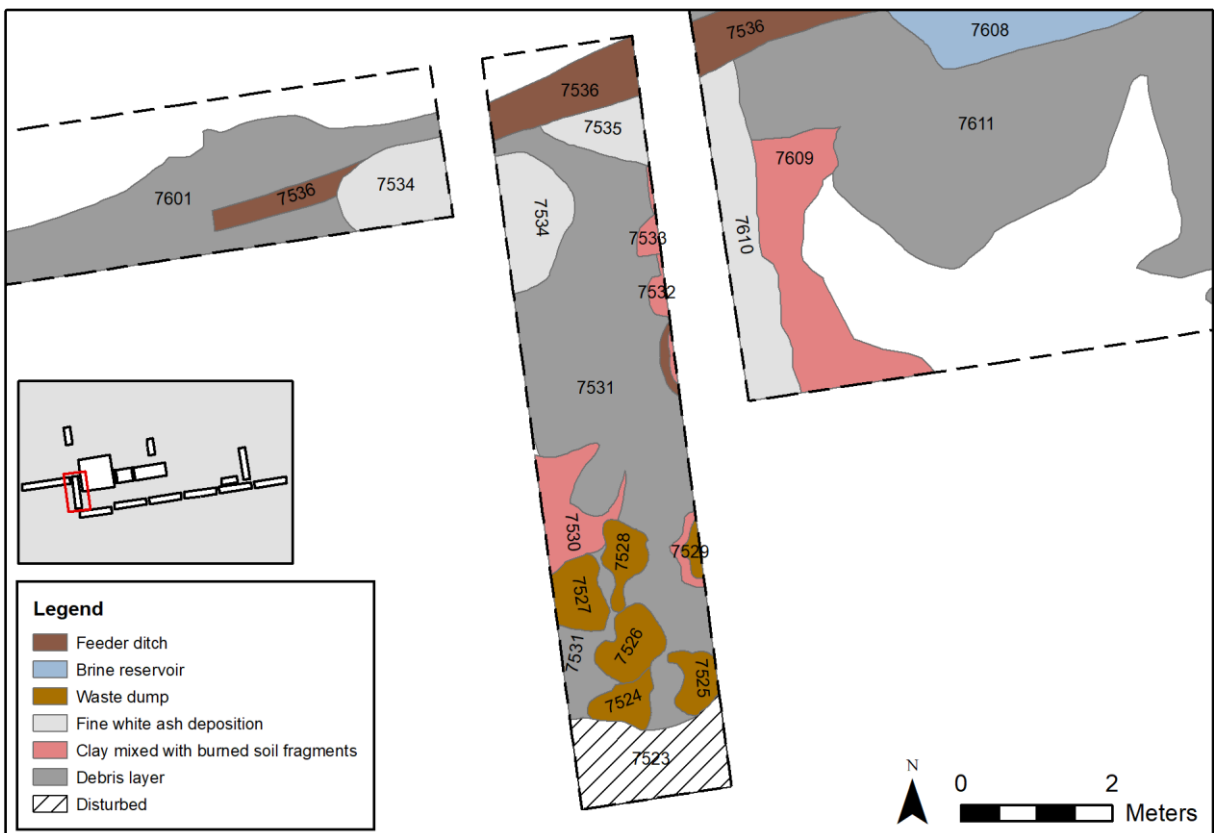 7536
7608
7536
7535
7611
7601
7536
7534
7534
7609
7610
7533
7532
7531
7530
7528
7529
7527
7526
7531
7525
7524
7523
Legend
Feeder ditch
Brine reservoir
Waste dump
Fine white ash deposition
Clay mixed with burned soil fragments
Debris layer
Disturbed
N
0 2
Meters